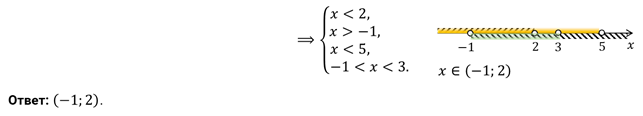 ⟹ { x < 2,
x > −1,
x < 5,
−1 < x < 3.
−1 2 3 5 x
x ∈ (−1; 2)
Ответ: (−1; 2).